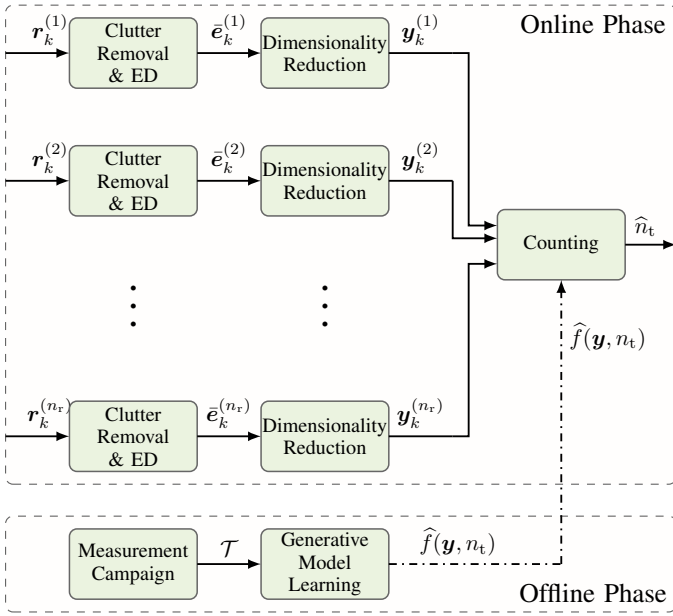 Online Phase
r_k^{(1)}
Clutter
Removal
& ED
ē_k^{(1)}
Dimensionality
Reduction
y_k^{(1)}
r_k^{(2)}
Clutter
Removal
& ED
ē_k^{(2)}
Dimensionality
Reduction
y_k^{(2)}
Counting
n̂_t
f̂(y, n_t)
r_k^{(n_r)}
Clutter
Removal
& ED
ē_k^{(n_r)}
Dimensionality
Reduction
y_k^{(n_r)}
Measurement
Campaign
𝒯
Generative
Model
Learning
f̂(y, n_t)
Offline Phase